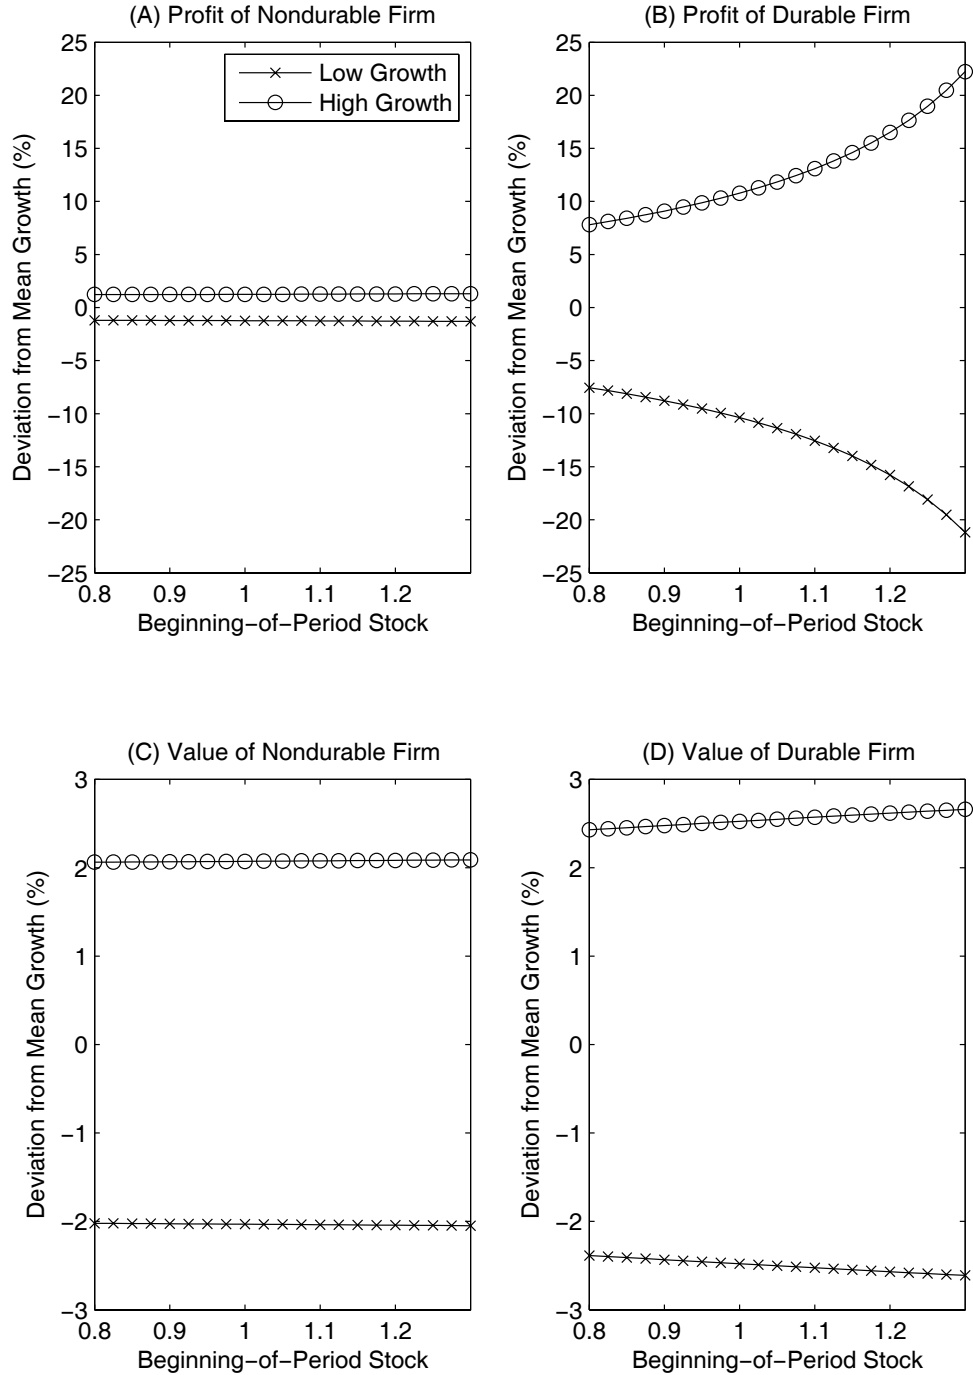 (A) Profit of Nondurable Firm
25
20
15
10
5
0
−5
−10
−15
−20
−25
Deviation from Mean Growth (%)
Low Growth
High Growth
0.8 0.9 1 1.1 1.2
Beginning−of−Period Stock
(B) Profit of Durable Firm
25
20
15
10
5
0
−5
−10
−15
−20
−25
Deviation from Mean Growth (%)
0.8 0.9 1 1.1 1.2
Beginning−of−Period Stock
(C) Value of Nondurable Firm
3
2
1
0
−1
−2
−3
Deviation from Mean Growth (%)
0.8 0.9 1 1.1 1.2
Beginning−of−Period Stock
(D) Value of Durable Firm
3
2
1
0
−1
−2
−3
Deviation from Mean Growth (%)
0.8 0.9 1 1.1 1.2
Beginning−of−Period Stock